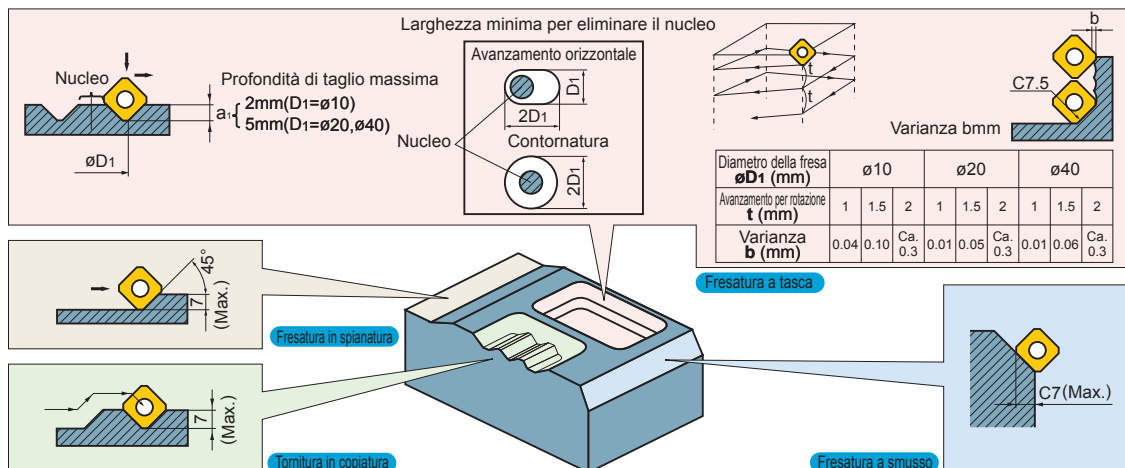 Larghezza minima per eliminare il nucleo
Nucleo
Profondità di taglio massima
a1
2mm(D1=ø10)
5mm(D1=ø20,ø40)
øD1
Avanzamento orizzontale
D1
2D1
Nucleo
Contornatura
2D1
t
t
b
C7.5
Varianza bmm
Diametro della fresa øD1 (mm) ø10 ø20 ø40
Avanzamento per rotazione t (mm) 1 1.5 2 1 1.5 2 1 1.5 2
Varianza b (mm) 0.04 0.10 Ca. 0.3 0.01 0.05 Ca. 0.3 0.01 0.06 Ca. 0.3
Fresatura a tasca
45°
7
(Max.)
Fresatura in spianatura
7
(Max.)
Tornitura in copiatura
C7(Max.)
Fresatura a smusso